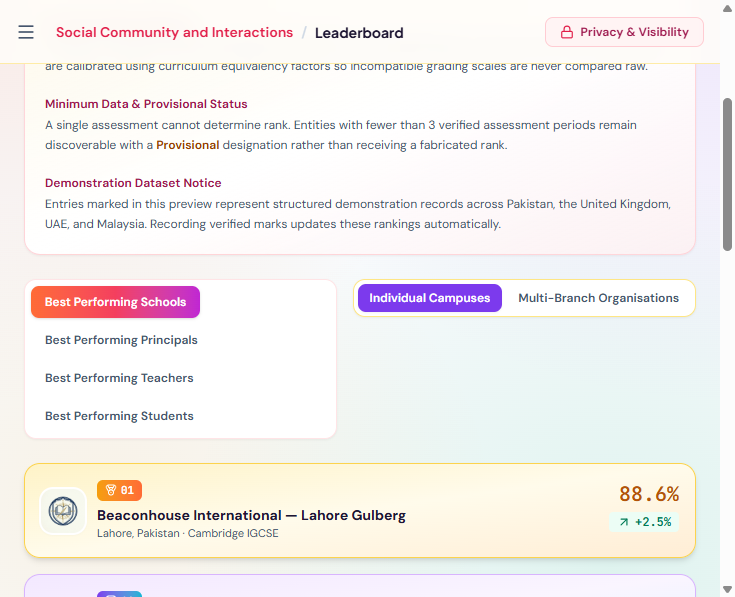 Social Community and Interactions / Leaderboard
Privacy & Visibility
are calibrated using curriculum equivalency factors so incompatible grading scales are never compared raw.
Minimum Data & Provisional Status
A single assessment cannot determine rank. Entities with fewer than 3 verified assessment periods remain
discoverable with a Provisional designation rather than receiving a fabricated rank.
Demonstration Dataset Notice
Entries marked in this preview represent structured demonstration records across Pakistan, the United Kingdom,
UAE, and Malaysia. Recording verified marks updates these rankings automatically.
Best Performing Schools
Best Performing Principals
Best Performing Teachers
Best Performing Students
Individual Campuses
Multi-Branch Organisations
01
Beaconhouse International — Lahore Gulberg
Lahore, Pakistan · Cambridge IGCSE
88.6%
+2.5%